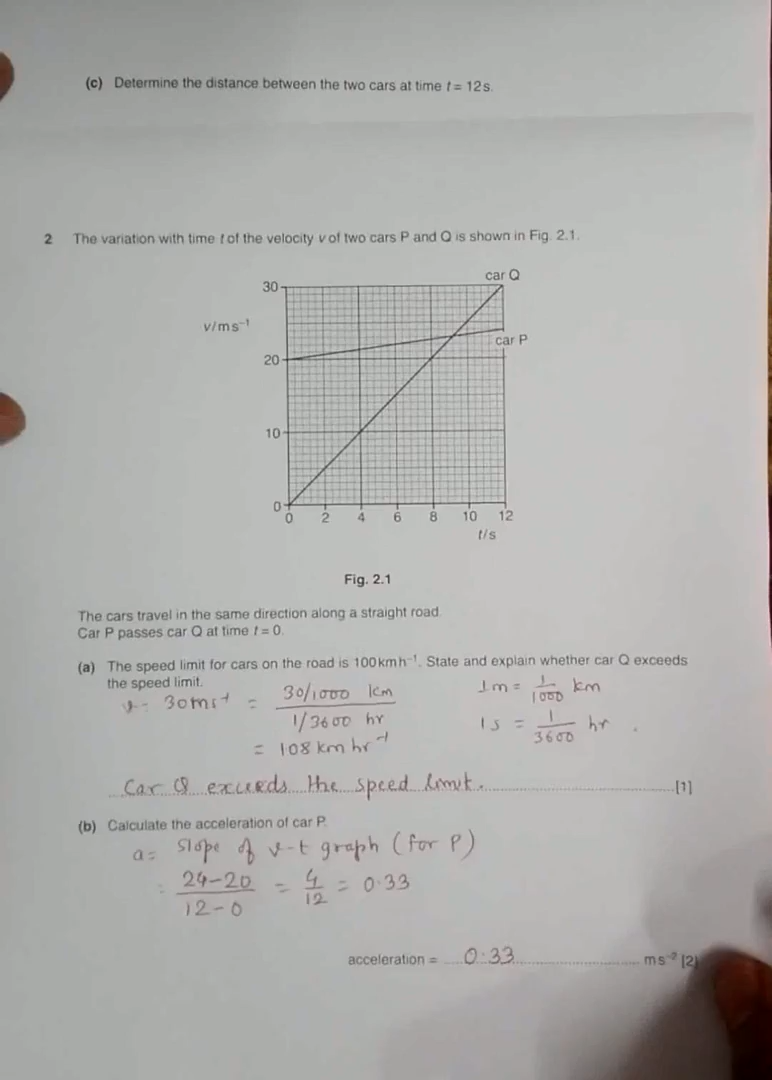 (c) Determine the distance between the two cars at time t = 12s.
2 The variation with time t of the velocity v of two cars P and Q is shown in Fig. 2.1.
car Q
30
v/ms⁻¹
car P
20
10
0
0 2 4 6 8 10 12
t/s
Fig. 2.1
The cars travel in the same direction along a straight road.
Car P passes car Q at time t = 0.
(a) The speed limit for cars on the road is 100kmh⁻¹. State and explain whether car Q exceeds
the speed limit.
v = 30ms⁻¹ = 30/1000 km / 1/3600 hr
1m = 1/1000 km
1s = 1/3600 hr.
= 108 km hr⁻¹
Car Q exceeds the speed limit. [1]
(b) Calculate the acceleration of car P.
a = slope of v-t graph (for P)
= 24-20 / 12-0 = 4/12 = 0.33
acceleration = 0.33 ms⁻² [2]